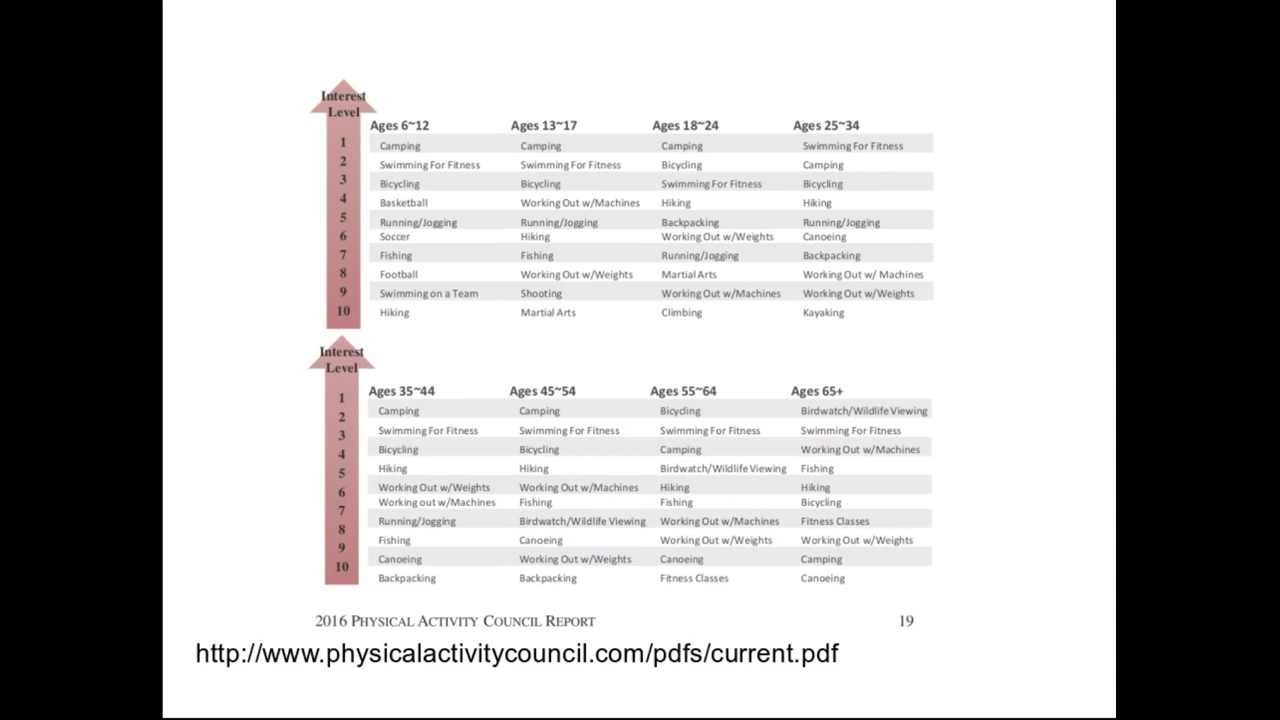 Interest
Level
Ages 6~12 Ages 13~17 Ages 18~24 Ages 25~34
1 Camping Camping Camping Swimming For Fitness
2 Swimming For Fitness Swimming For Fitness Bicycling Camping
3 Bicycling Bicycling Swimming For Fitness Bicycling
4 Basketball Working Out w/Machines Hiking Hiking
5 Running/Jogging Running/Jogging Backpacking Running/Jogging
6 Soccer Hiking Working Out w/Weights Canoeing
7 Fishing Fishing Running/Jogging Backpacking
8 Football Working Out w/Weights Martial Arts Working Out w/ Machines
9 Swimming on a Team Shooting Working Out w/Machines Working Out w/Weights
10 Hiking Martial Arts Climbing Kayaking
Interest
Level
Ages 35~44 Ages 45~54 Ages 55~64 Ages 65+
1 Camping Camping Bicycling Birdwatch/Wildlife Viewing
2 Swimming For Fitness Swimming For Fitness Swimming For Fitness Swimming For Fitness
3 Bicycling Bicycling Camping Working Out w/Machines
4 Hiking Hiking Birdwatch/Wildlife Viewing Fishing
5 Working Out w/Weights Working Out w/Machines Hiking Hiking
6 Working out w/Machines Fishing Fishing Bicycling
7 Running/Jogging Birdwatch/Wildlife Viewing Working Out w/Machines Fitness Classes
8 Fishing Canoeing Working Out w/Weights Working Out w/Weights
9 Canoeing Working Out w/Weights Canoeing Camping
10 Backpacking Backpacking Fitness Classes Canoeing
2016 PHYSICAL ACTIVITY COUNCIL REPORT 19
http://www.physicalactivitycouncil.com/pdfs/current.pdf